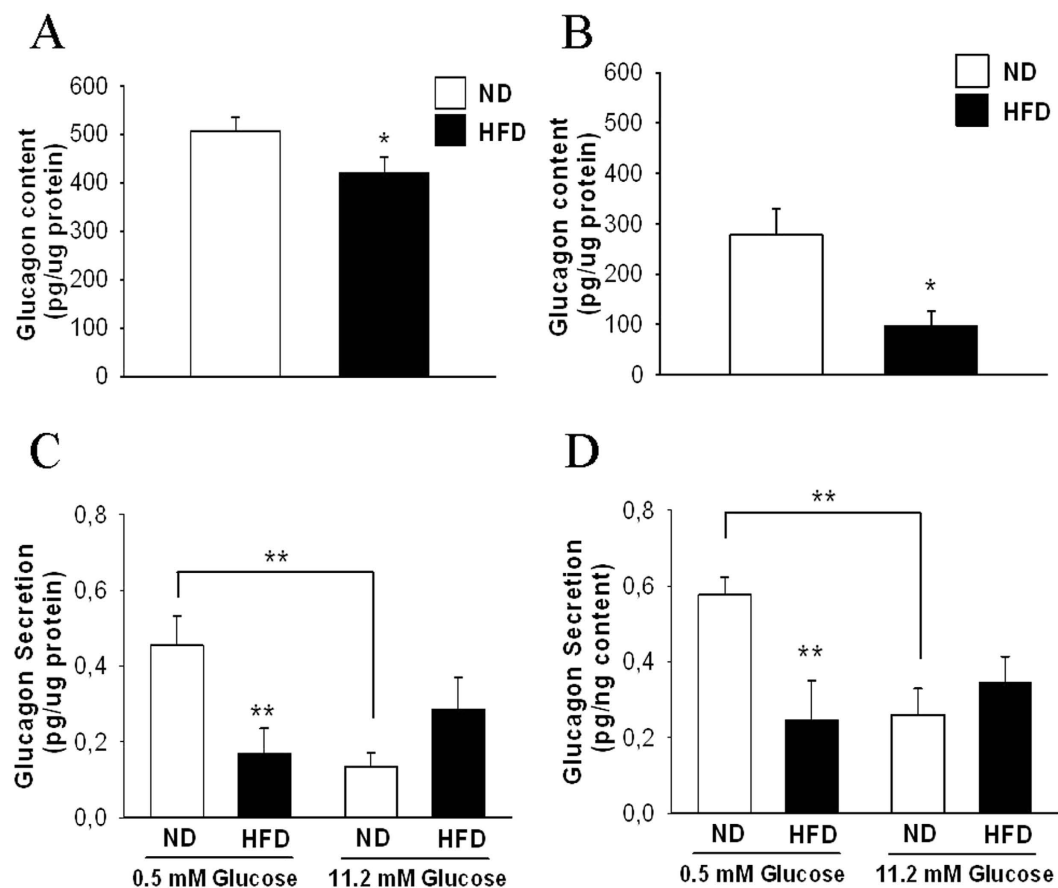 A
B
600
500
400
300
200
100
0
Glucagon content
(pg/ug protein)
ND
HFD
*
600
500
400
300
200
100
0
Glucagon content
(pg/ug protein)
ND
HFD
*
C
D
0,8
0,6
0,4
0,2
0,0
Glucagon Secretion
(pg/ug protein)
**
**
ND HFD ND HFD
0.5 mM Glucose 11.2 mM Glucose
0,8
0,6
0,4
0,2
0,0
Glucagon Secretion
(pg/ng content)
**
**
ND HFD ND HFD
0.5 mM Glucose 11.2 mM Glucose